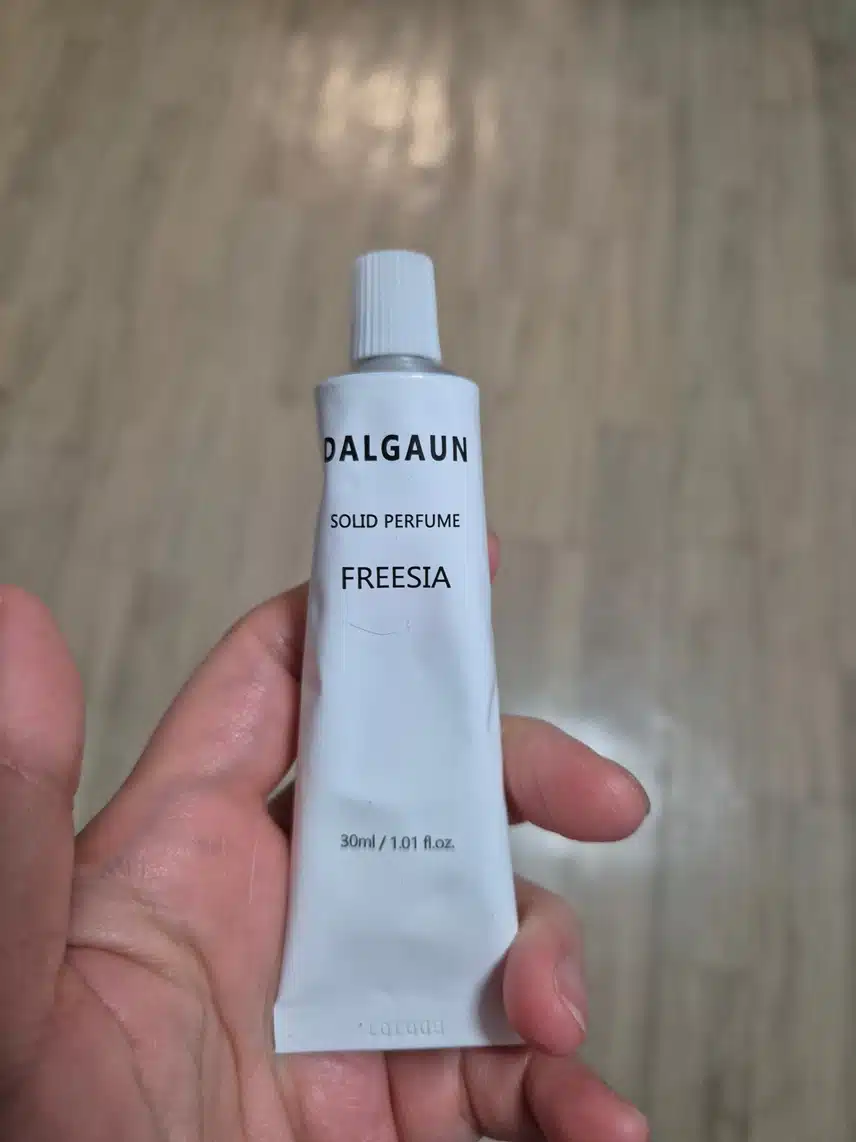 DALGAUN
SOLID PERFUME
FREESIA
30ml / 1.01 fl.oz.